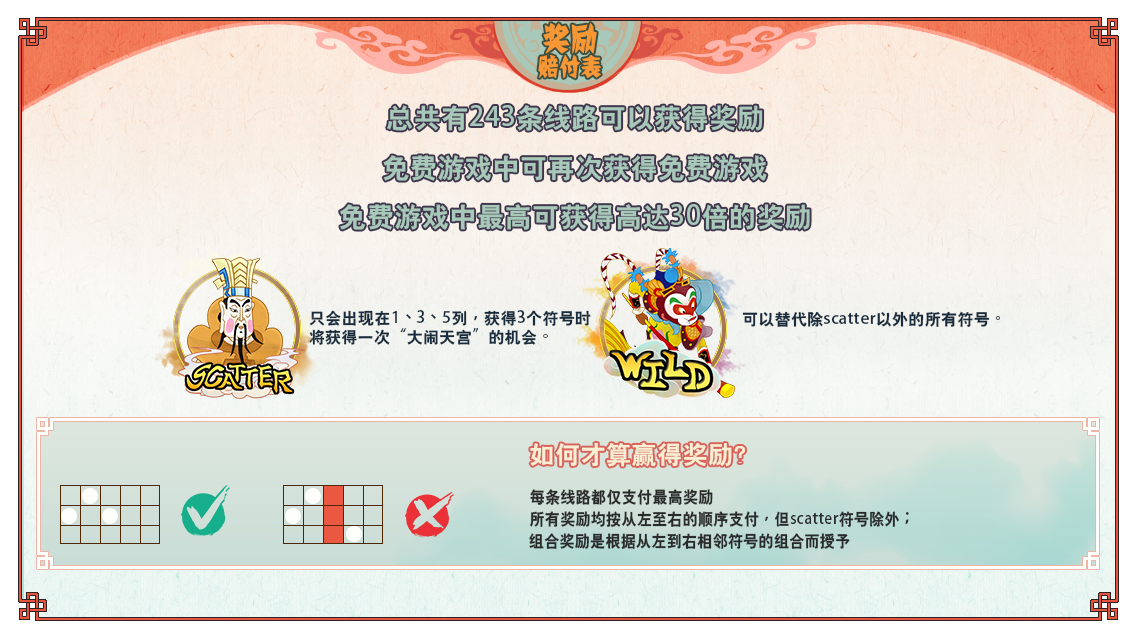 奖励
赔付表
总共有243条线路可以获得奖励
免费游戏中可再次获得免费游戏
免费游戏中最高可获得高达30倍的奖励
只会出现在1、3、5列，获得3个符号时
将获得一次“大闹天宫”的机会。
SCATTER
可以替代除scatter以外的所有符号。
WILD
如何才算赢得奖励?
每条线路都仅支付最高奖励
所有奖励均按从左至右的顺序支付，但scatter符号除外；
组合奖励是根据从左到右相邻符号的组合而授予